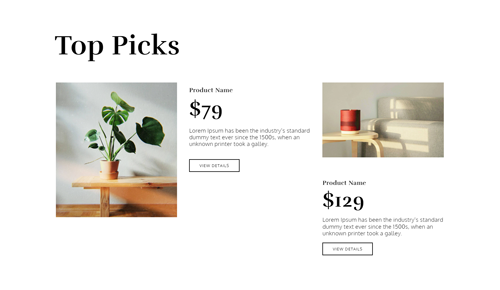 Top Picks
Product Name
$79
Lorem Ipsum has been the industry's standard
dummy text ever since the 1500s, when an
unknown printer took a galley.
VIEW DETAILS
Product Name
$129
Lorem Ipsum has been the industry's standard
dummy text ever since the 1500s, when an
unknown printer took a galley.
VIEW DETAILS